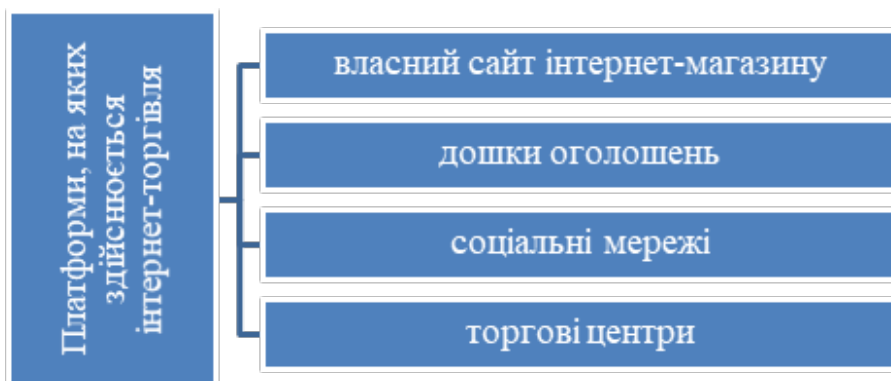 Платформи, на яких
здійснюється
інтернет-торгівля
власний сайт інтернет-магазину
дошки оголошень
соціальні мережі
торгові центри